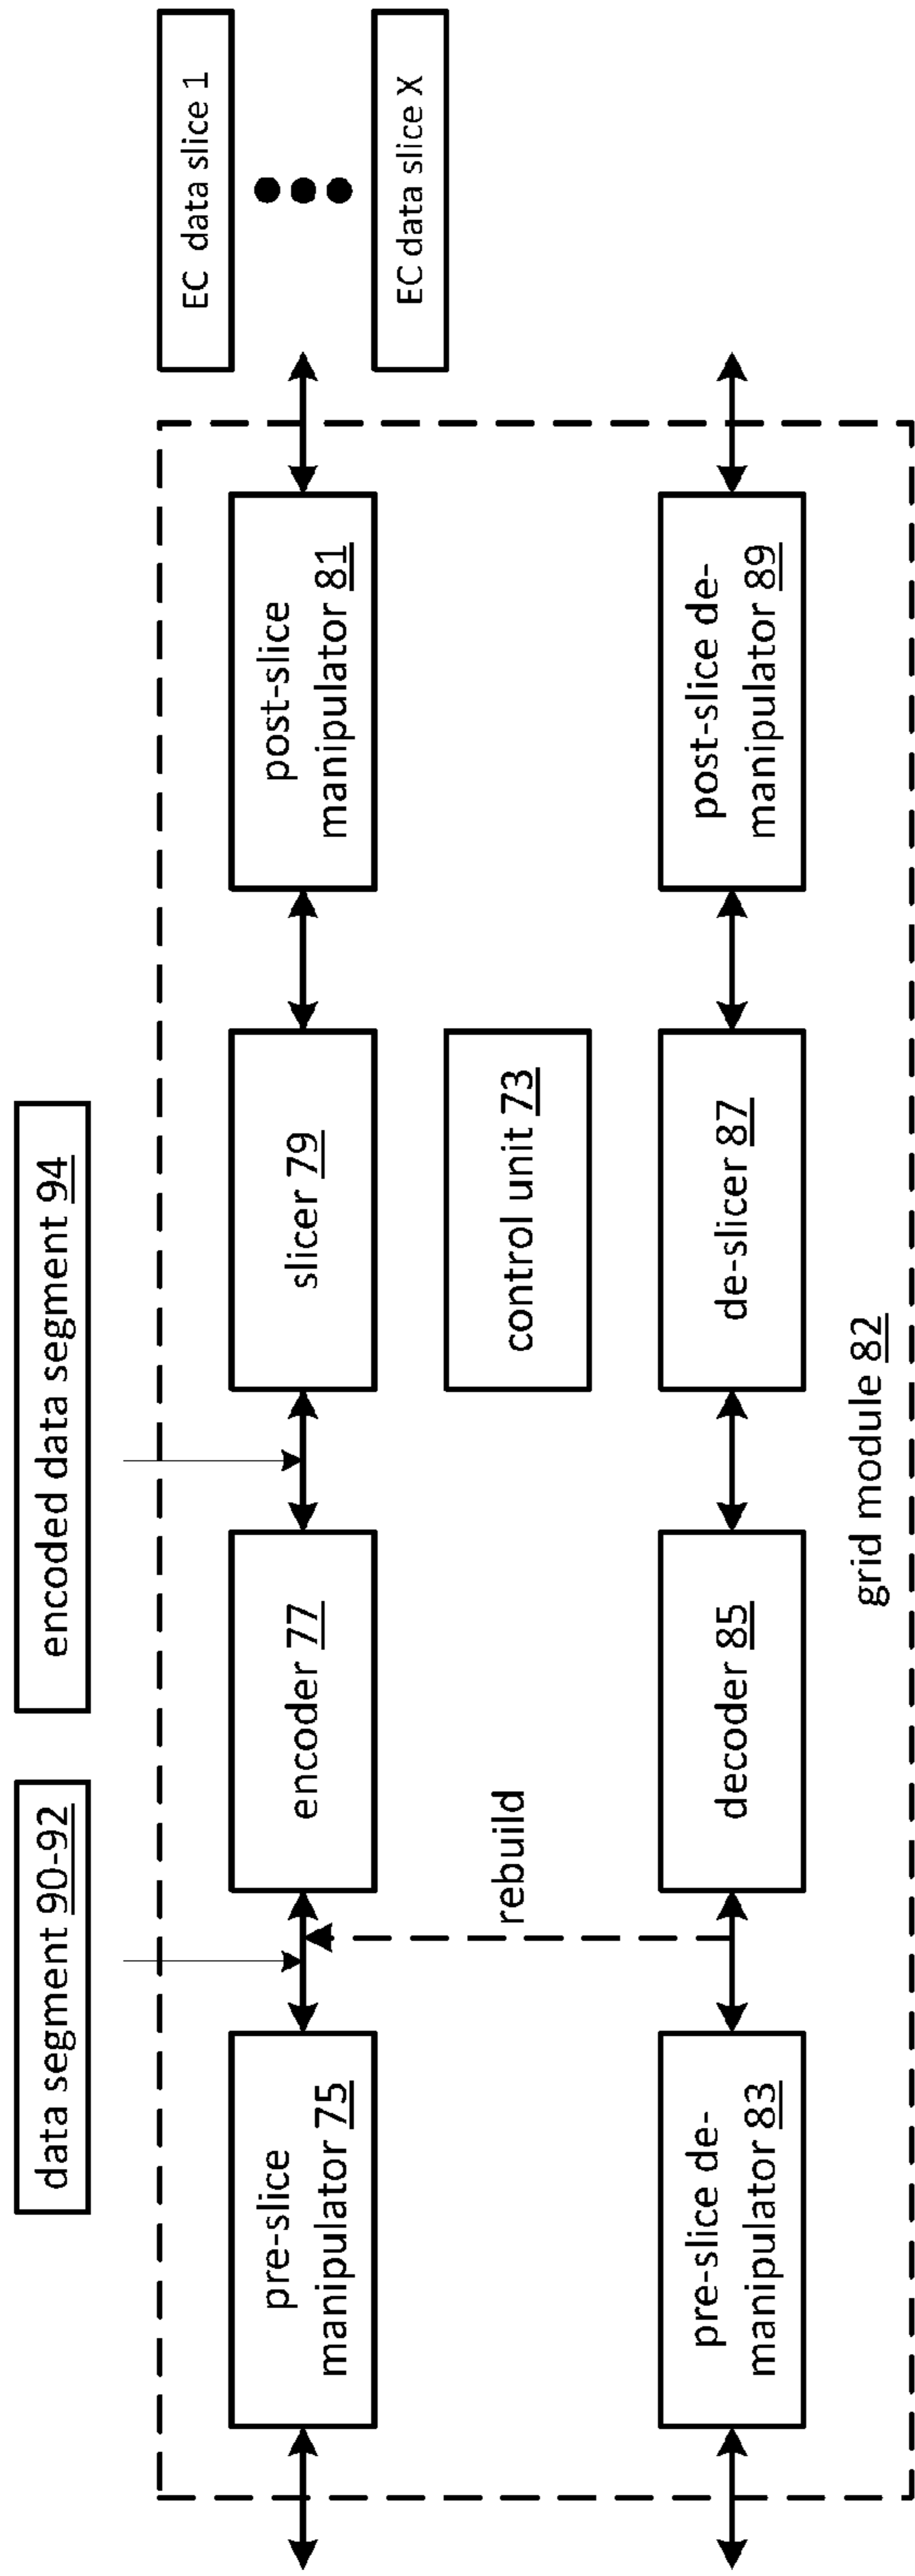 data segment 90-92
encoded data segment 94
EC data slice 1
EC data slice X
pre-slice
manipulator 75
encoder 77
slicer 79
post-slice
manipulator 81
rebuild
control unit 73
pre-slice de-
manipulator 83
decoder 85
de-slicer 87
post-slice de-
manipulator 89
grid module 82